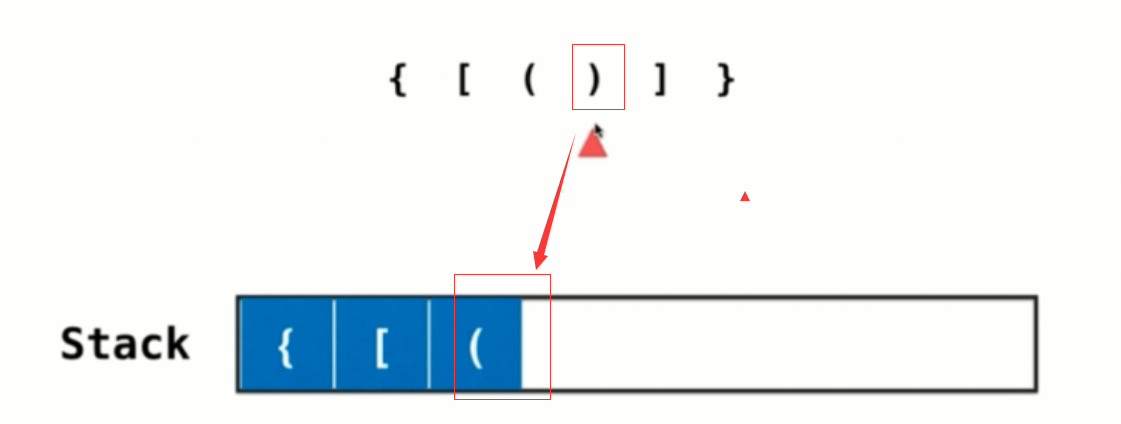 { [ ( ) ] }
Stack { [ (